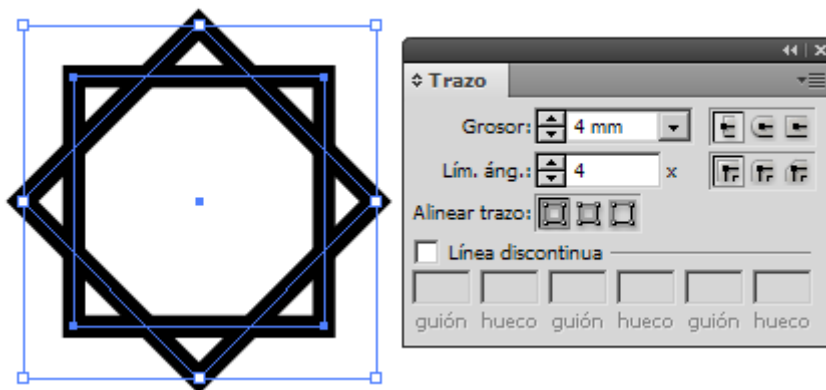 Trazo
Grosor: 4 mm
Lím. áng.: 4 x
Alinear trazo:
Línea discontinua
guión hueco guión hueco guión hueco